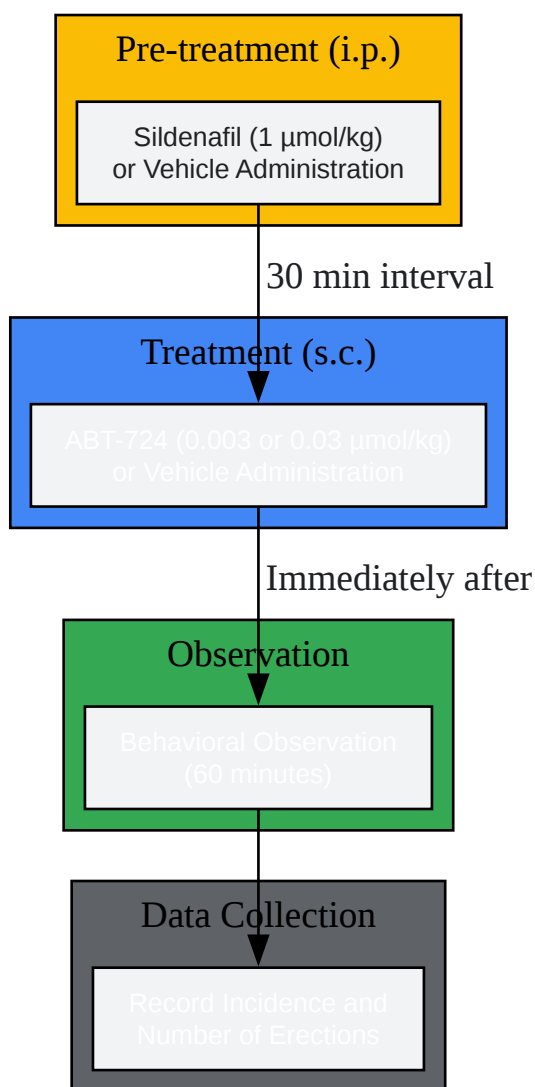 Pre-treatment (i.p.)
Sildenafil (1 µmol/kg)
or Vehicle Administration
30 min interval
Treatment (s.c.)
ABT-724 (0.003 or 0.03 µmol/kg)
or Vehicle Administration
Immediately after
Observation
Behavioral Observation
(60 minutes)
Data Collection
Record Incidence and
Number of Erections